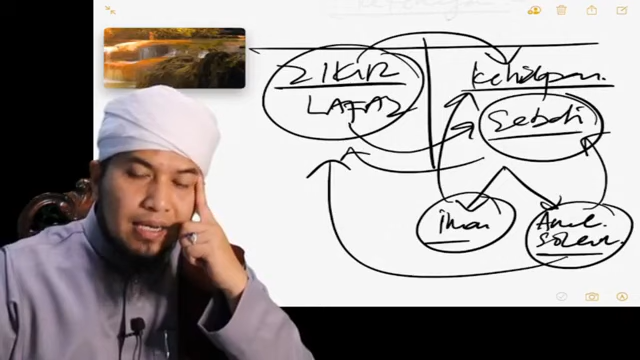 ZIKIR
LAFAZ
Kehidupan.
Sebati
iman
Amal
Soleh.